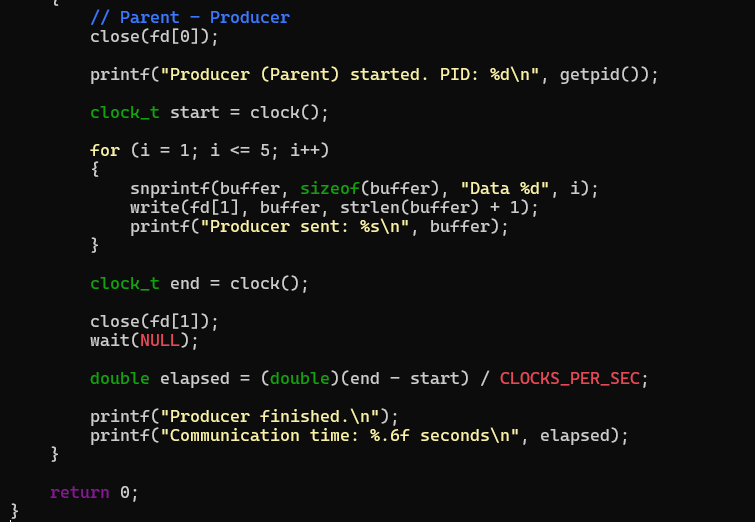 {
// Parent - Producer
close(fd[0]);
printf("Producer (Parent) started. PID: %d\n", getpid());
clock_t start = clock();
for (i = 1; i <= 5; i++)
{
snprintf(buffer, sizeof(buffer), "Data %d", i);
write(fd[1], buffer, strlen(buffer) + 1);
printf("Producer sent: %s\n", buffer);
}
clock_t end = clock();
close(fd[1]);
wait(NULL);
double elapsed = (double)(end - start) / CLOCKS_PER_SEC;
printf("Producer finished.\n");
printf("Communication time: %.6f seconds\n", elapsed);
}
return 0;
}